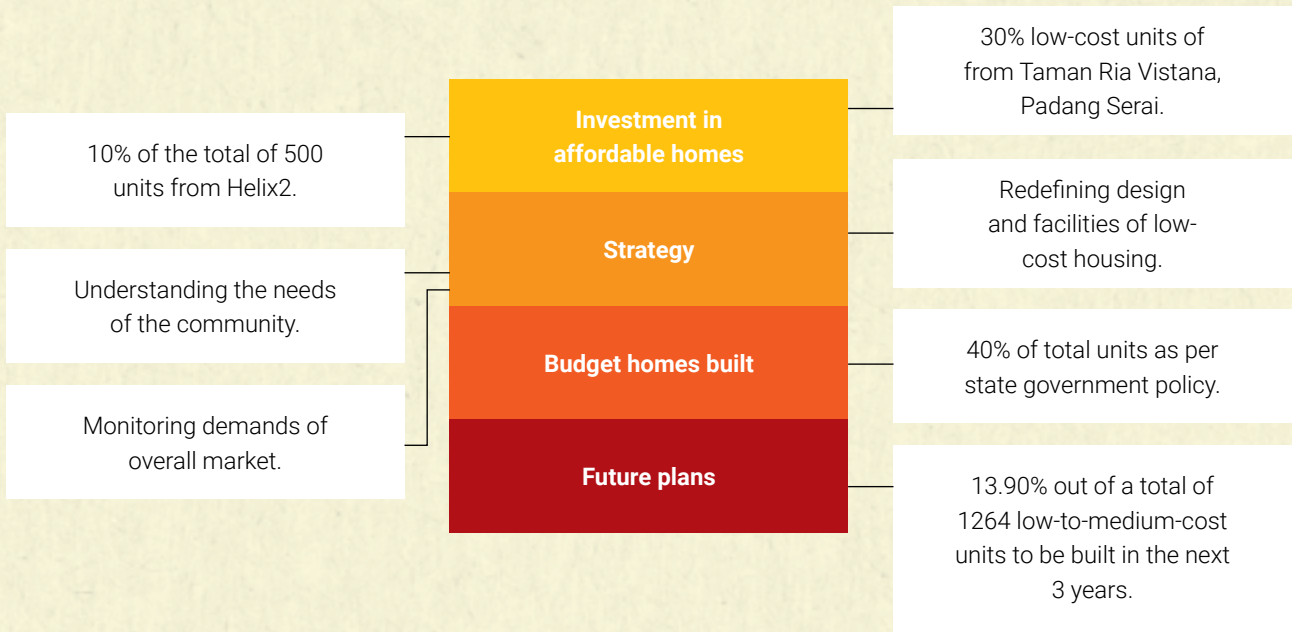 10% of the total of 500
units from Helix2.
Understanding the needs
of the community.
Monitoring demands of
overall market.
Investment in
affordable homes
Strategy
Budget homes built
Future plans
30% low-cost units of
from Taman Ria Vistana,
Padang Serai.
Redefining design
and facilities of low-
cost housing.
40% of total units as per
state government policy.
13.90% out of a total of
1264 low-to-medium-cost
units to be built in the next
3 years.